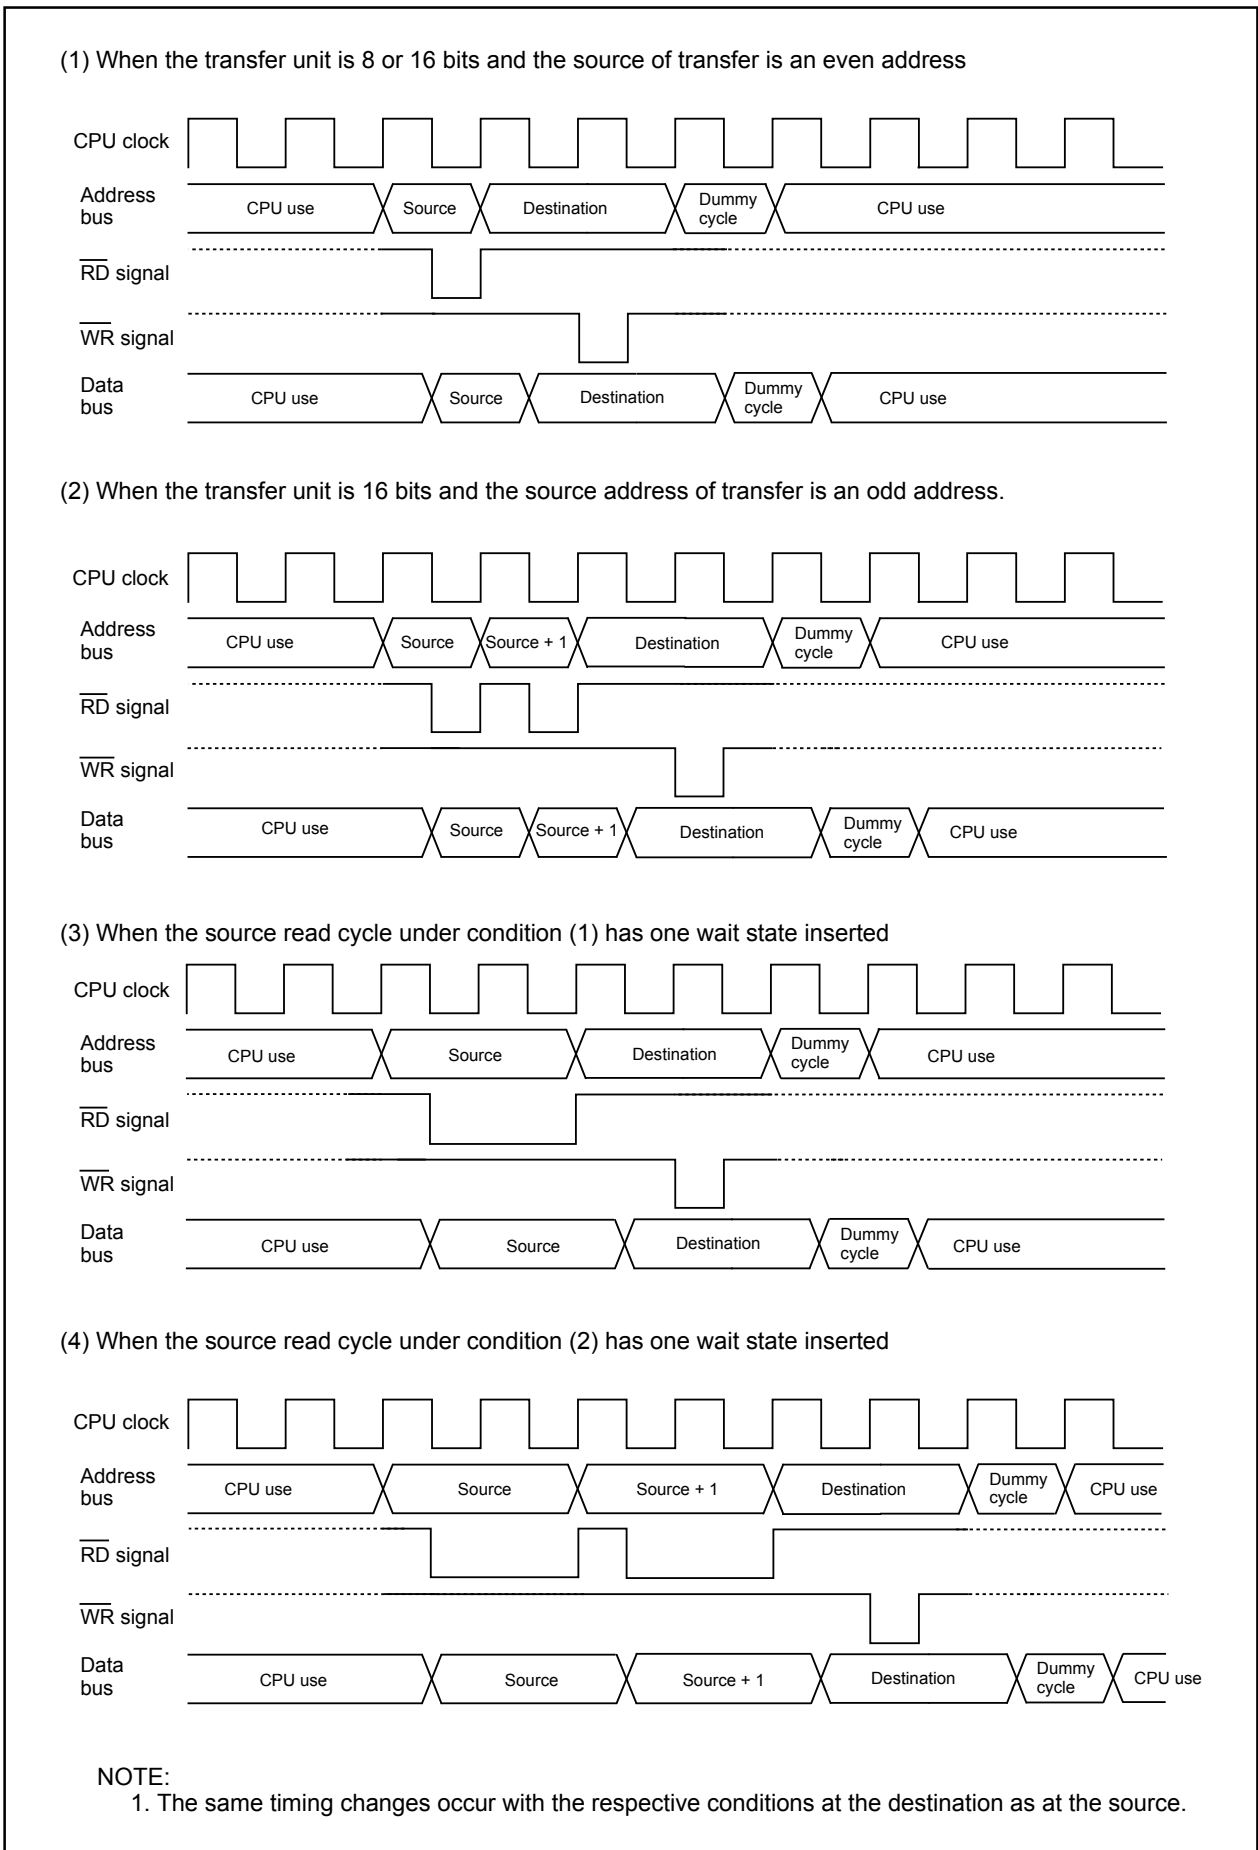 (1) When the transfer unit is 8 or 16 bits and the source of transfer is an even address
CPU clock
Address
bus
CPU use
Source
Destination
Dummy
cycle
CPU use
RD signal
WR signal
Data
bus
CPU use
Source
Destination
Dummy
cycle
CPU use
(2) When the transfer unit is 16 bits and the source address of transfer is an odd address.
CPU clock
Address
bus
CPU use
Source
Source + 1
Destination
Dummy
cycle
CPU use
RD signal
WR signal
Data
bus
CPU use
Source
Source + 1
Destination
Dummy
cycle
CPU use
(3) When the source read cycle under condition (1) has one wait state inserted
CPU clock
Address
bus
CPU use
Source
Destination
Dummy
cycle
CPU use
RD signal
WR signal
Data
bus
CPU use
Source
Destination
Dummy
cycle
CPU use
(4) When the source read cycle under condition (2) has one wait state inserted
CPU clock
Address
bus
CPU use
Source
Source + 1
Destination
Dummy
cycle
CPU use
RD signal
WR signal
Data
bus
CPU use
Source
Source + 1
Destination
Dummy
cycle
CPU use
NOTE:
1. The same timing changes occur with the respective conditions at the destination as at the source.